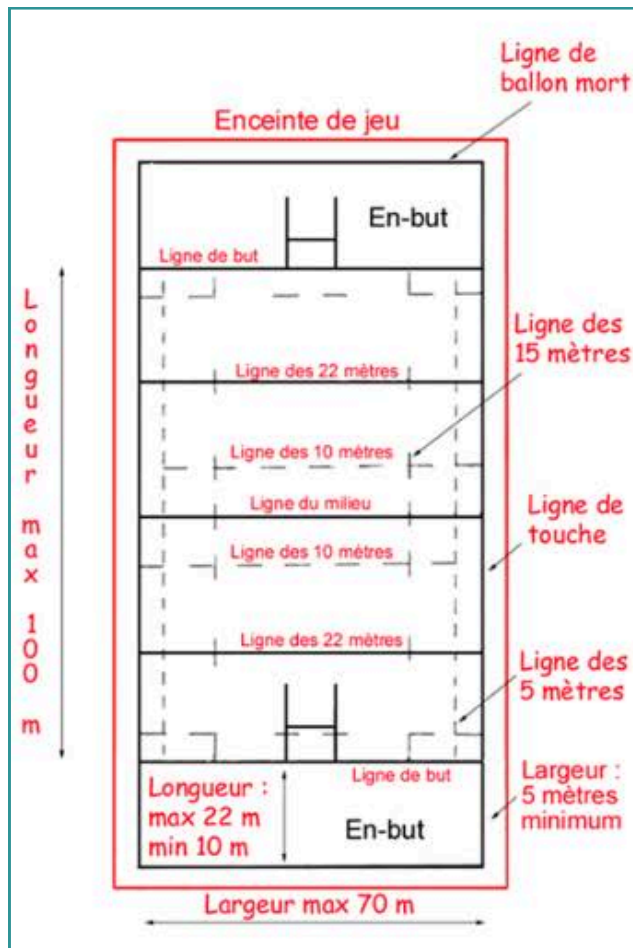 Ligne de
ballon mort
Enceinte de jeu
En-but
Ligne de but
Longueur max 100 m
Ligne des
15 mètres
Ligne des 22 mètres
Ligne des 10 mètres
Ligne du milieu
Ligne de
touche
Ligne des 10 mètres
Ligne des 22 mètres
Ligne des
5 mètres
Ligne de but
Largeur :
5 mètres
minimum
Longueur :
max 22 m
min 10 m
En-but
Largeur max 70 m